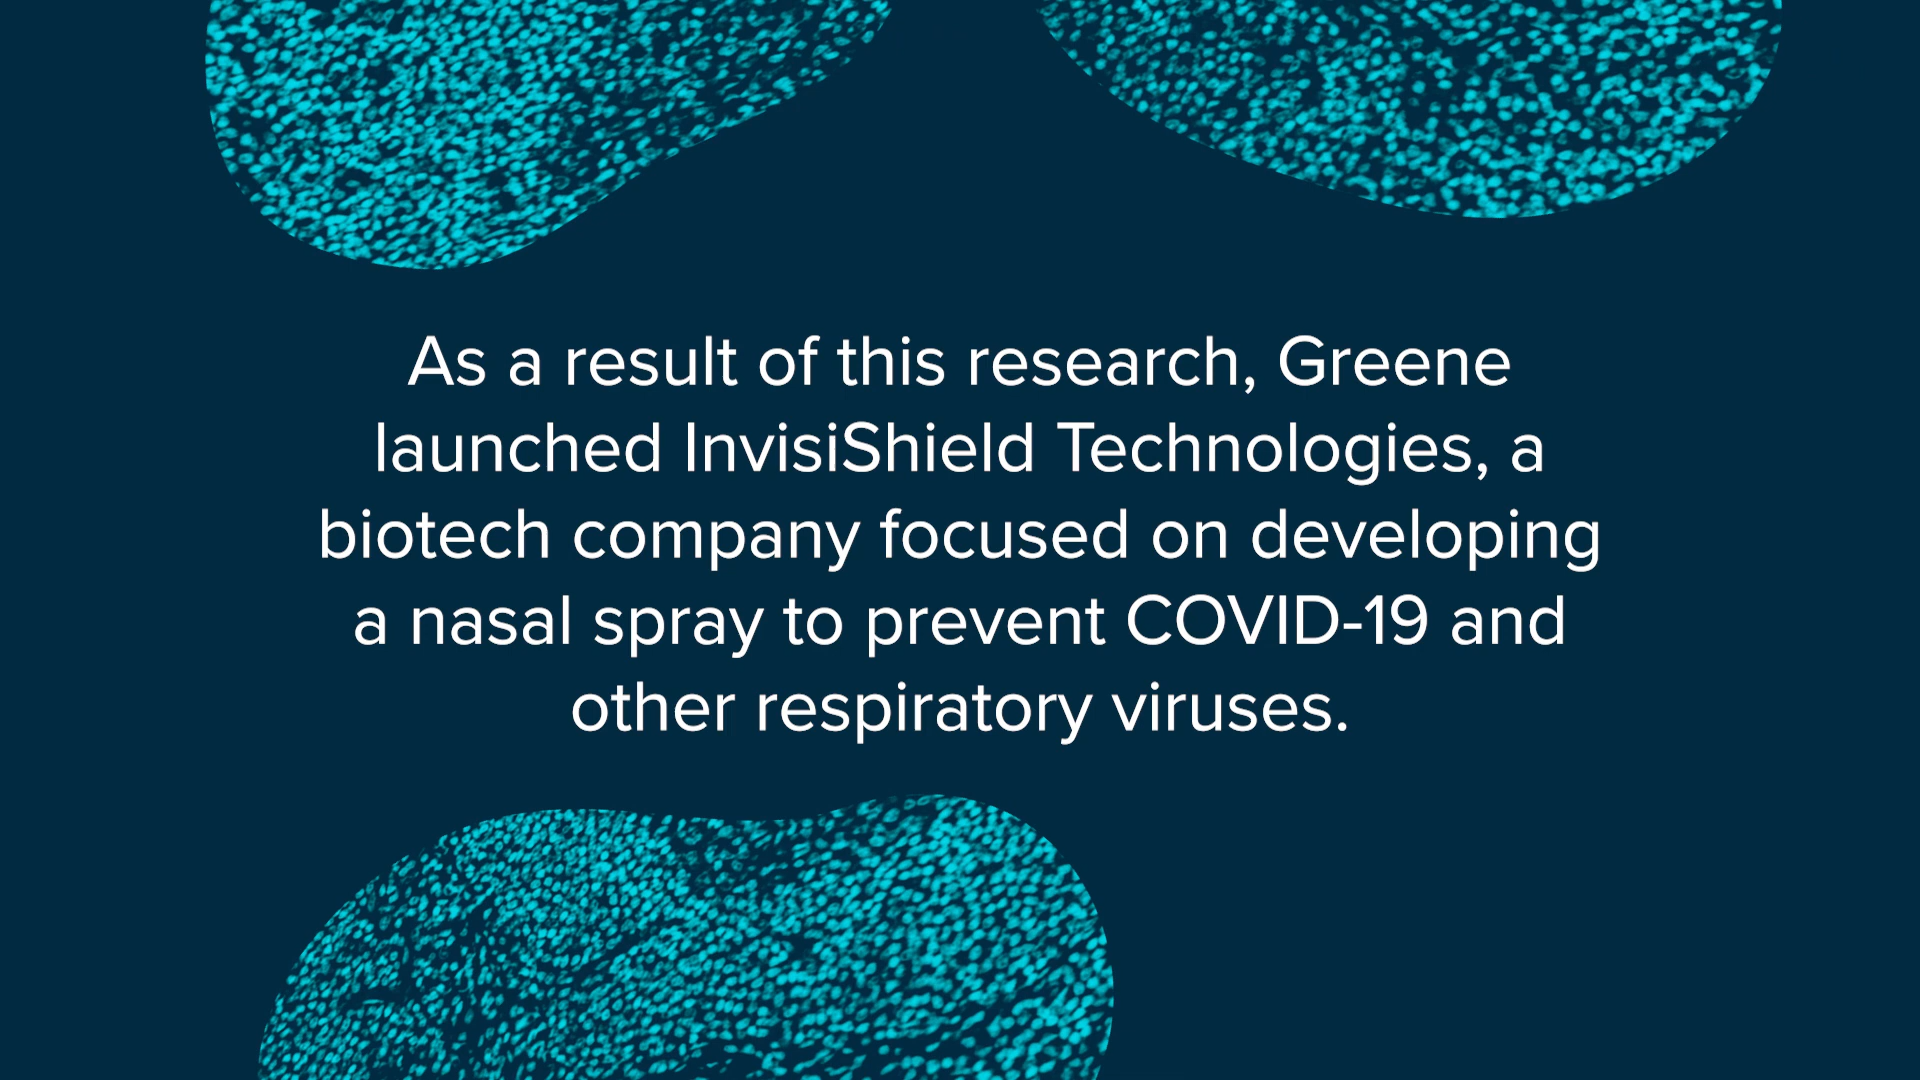 As a result of this research, Greene
launched InvisiShield Technologies, a
biotech company focused on developing
a nasal spray to prevent COVID-19 and
other respiratory viruses.